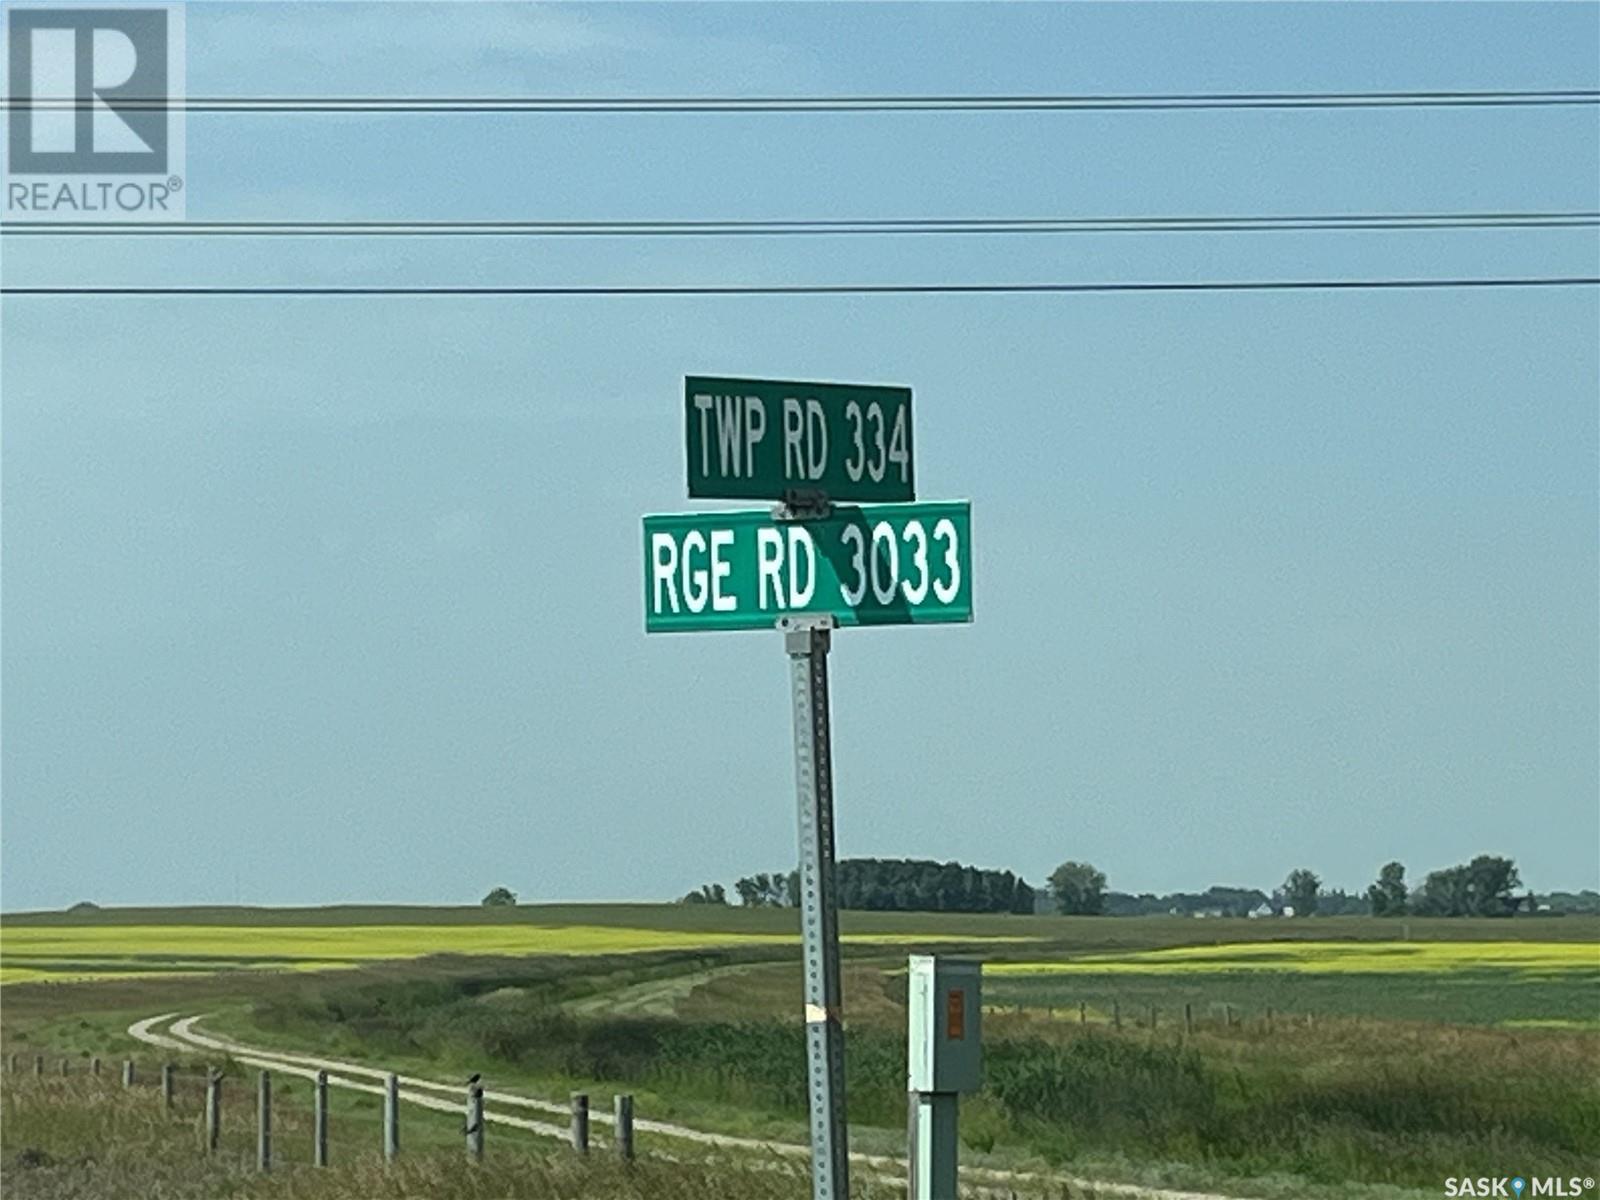 REALTOR®
TWP RD 334
RGE RD 3033
SASK MLS®